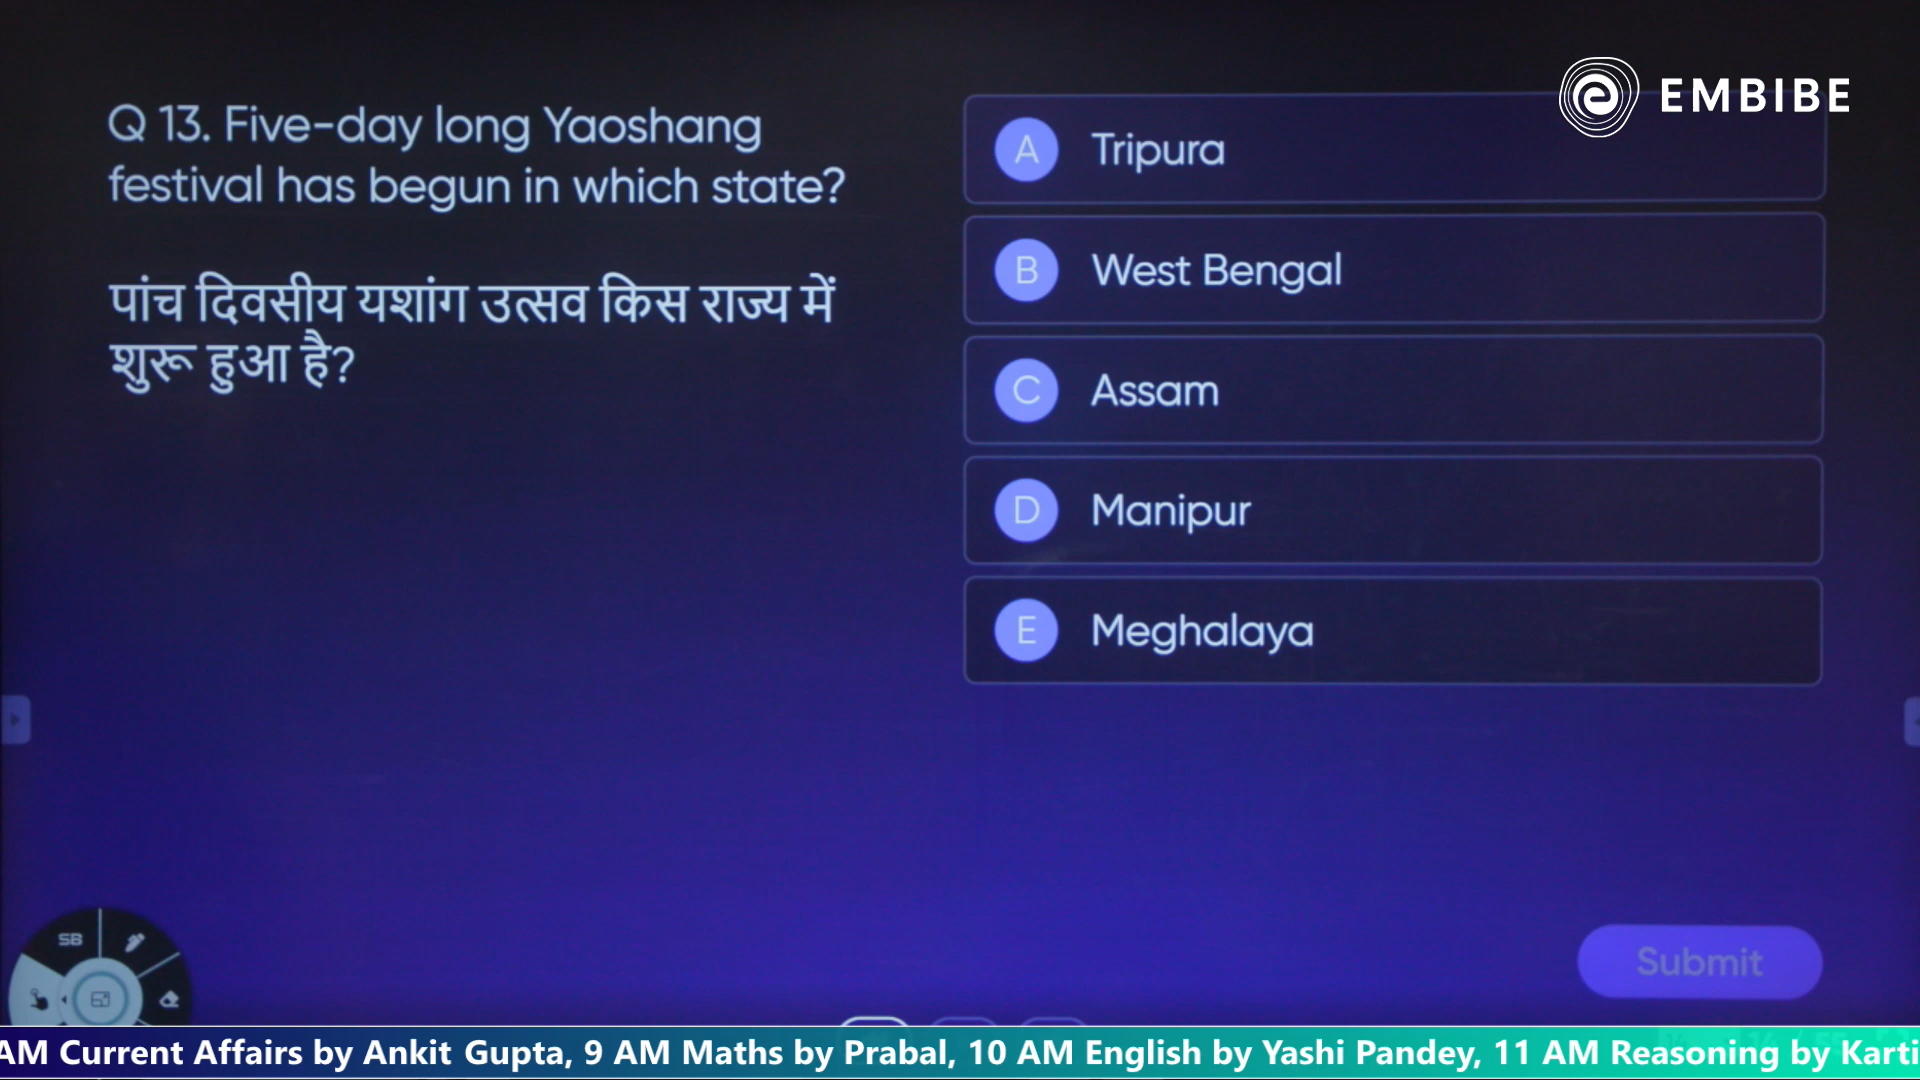 EMBIBE
Q 13. Five-day long Yaoshang
festival has begun in which state?
पांच दिवसीय यशांग उत्सव किस राज्य में
शुरू हुआ है?
A Tripura
B West Bengal
C Assam
D Manipur
E Meghalaya
SB
Submit
AM Current Affairs by Ankit Gupta, 9 AM Maths by Prabal, 10 AM English by Yashi Pandey, 11 AM Reasoning by Karti